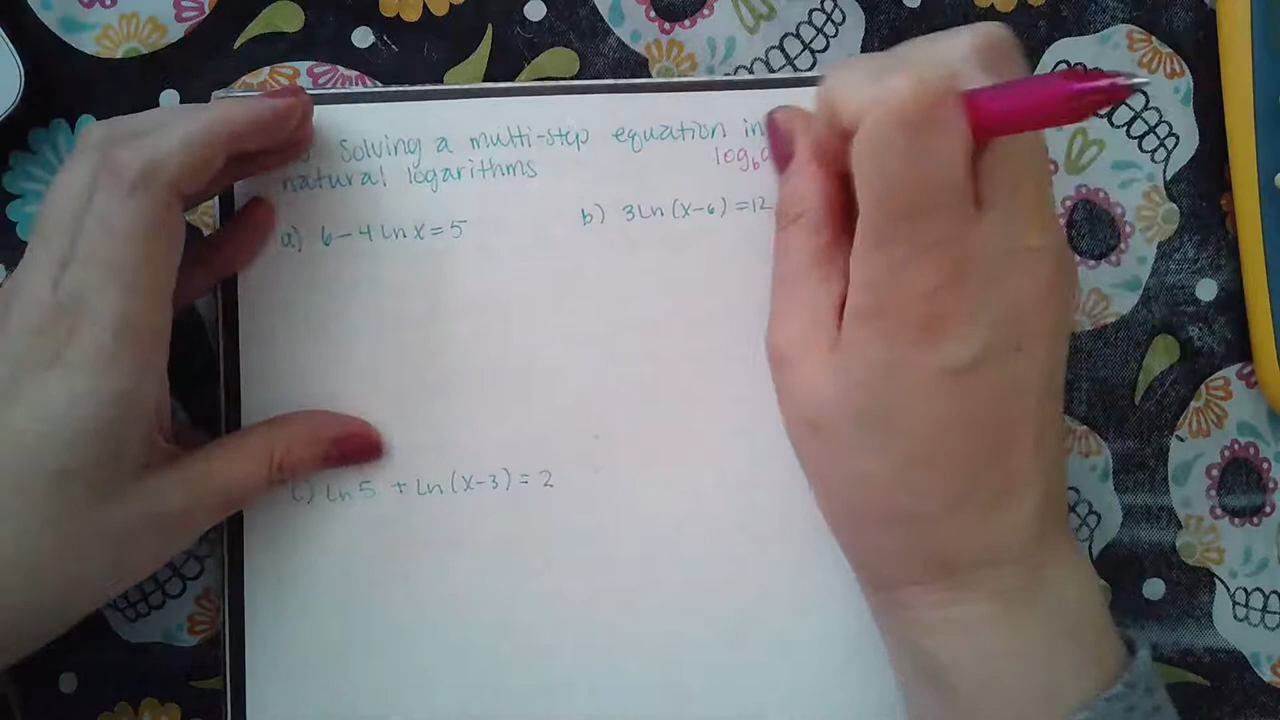 Solving a multi-step equation in
natural logarithms
log_b a
a) 6-4 ln x = 5
b) 3 ln (x-6) = 12
ln 5 + ln (x-3) = 2